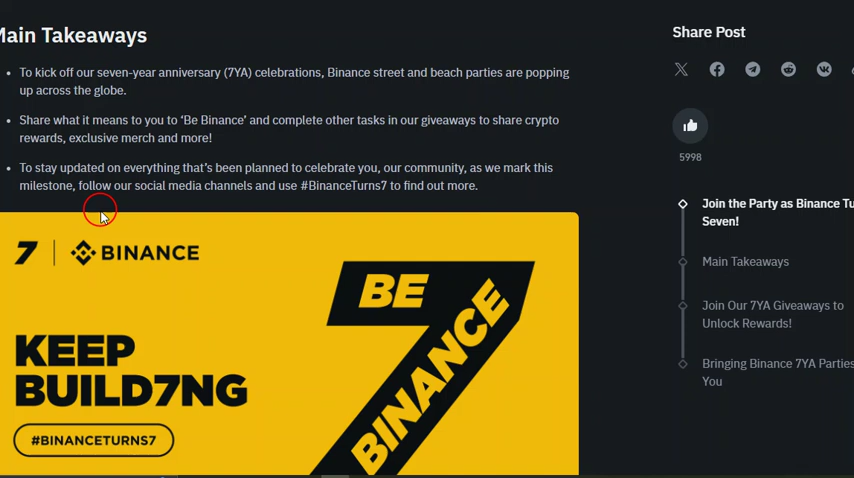 Main Takeaways
To kick off our seven-year anniversary (7YA) celebrations, Binance street and beach parties are popping
up across the globe.
Share what it means to you to ‘Be Binance’ and complete other tasks in our giveaways to share crypto
rewards, exclusive merch and more!
To stay updated on everything that’s been planned to celebrate you, our community, as we mark this
milestone, follow our social media channels and use #BinanceTurns7 to find out more.
7 | BINANCE
KEEP
BUILD7NG
#BINANCETURNS7
BE
BINANCE
Share Post
5998
Join the Party as Binance Tu
Seven!
Main Takeaways
Join Our 7YA Giveaways to
Unlock Rewards!
Bringing Binance 7YA Parties
You